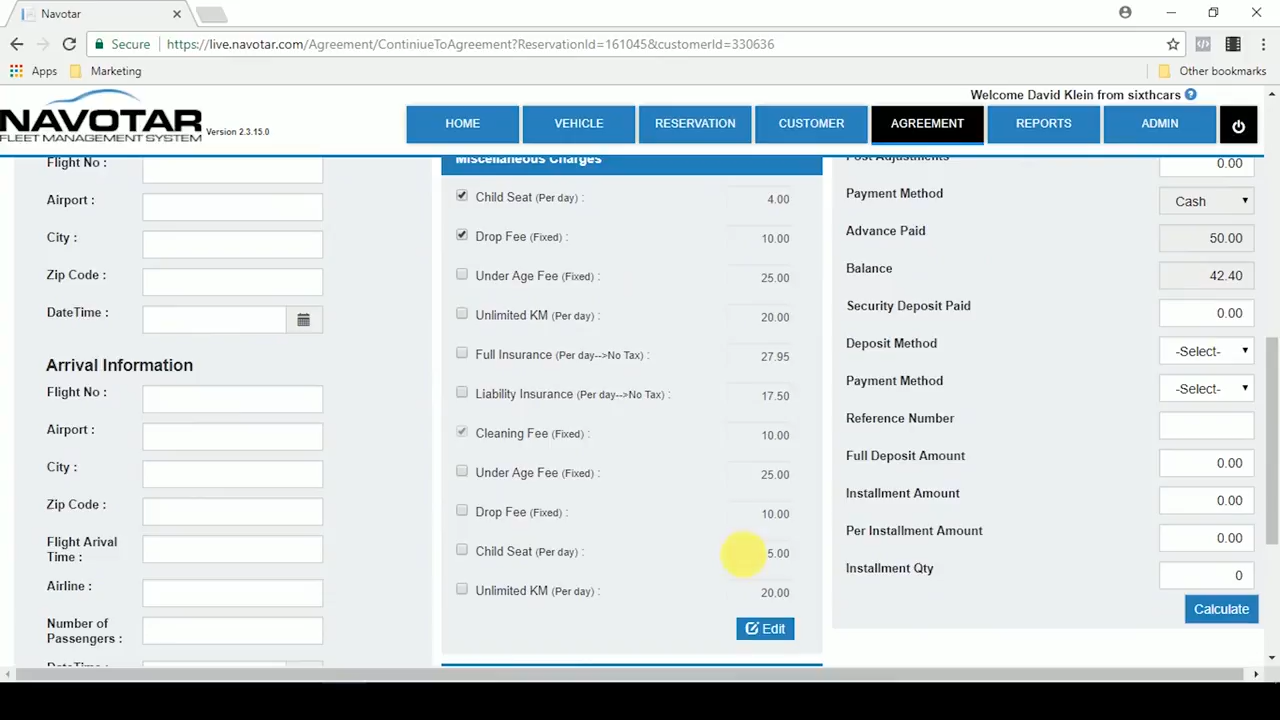 Navotar
Secure
https://live.navotar.com/Agreement/ContiniueToAgreement?ReservationId=161045&customerId=330636
Apps
Marketing
Other bookmarks
Welcome David Klein from sixthcars
NAVOTAR
FLEET MANAGEMENT SYSTEM
Version 2.3.15.0
HOME
VEHICLE
RESERVATION
CUSTOMER
AGREEMENT
REPORTS
ADMIN
Flight No :
Airport :
City :
Zip Code :
DateTime :
Arrival Information
Flight No :
Airport :
City :
Zip Code :
Flight Arival
Time :
Airline :
Number of
Passengers :
DateTime :
Miscellaneous Charges
Child Seat (Per day) : 4.00
Drop Fee (Fixed) : 10.00
Under Age Fee (Fixed) : 25.00
Unlimited KM (Per day) : 20.00
Full Insurance (Per day-->No Tax) : 27.95
Liability Insurance (Per day-->No Tax) : 17.50
Cleaning Fee (Fixed) : 10.00
Under Age Fee (Fixed) : 25.00
Drop Fee (Fixed) : 10.00
Child Seat (Per day) : 5.00
Unlimited KM (Per day) : 20.00
Edit
Post Adjustments 0.00
Payment Method Cash
Advance Paid 50.00
Balance 42.40
Security Deposit Paid 0.00
Deposit Method -Select-
Payment Method -Select-
Reference Number
Full Deposit Amount 0.00
Installment Amount 0.00
Per Installment Amount 0.00
Installment Qty 0
Calculate